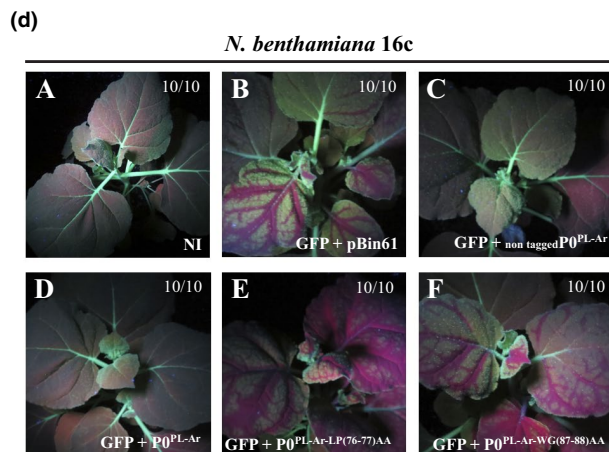 (d)
N. benthamiana 16c
A 10/10
NI
B 10/10
GFP + pBin61
C 10/10
GFP + non tagged P0PL-Ar
D 10/10
GFP + P0PL-Ar
E 10/10
GFP + P0PL-Ar-LP(76-77)AA
F 10/10
GFP + P0PL-Ar-WG(87-88)AA